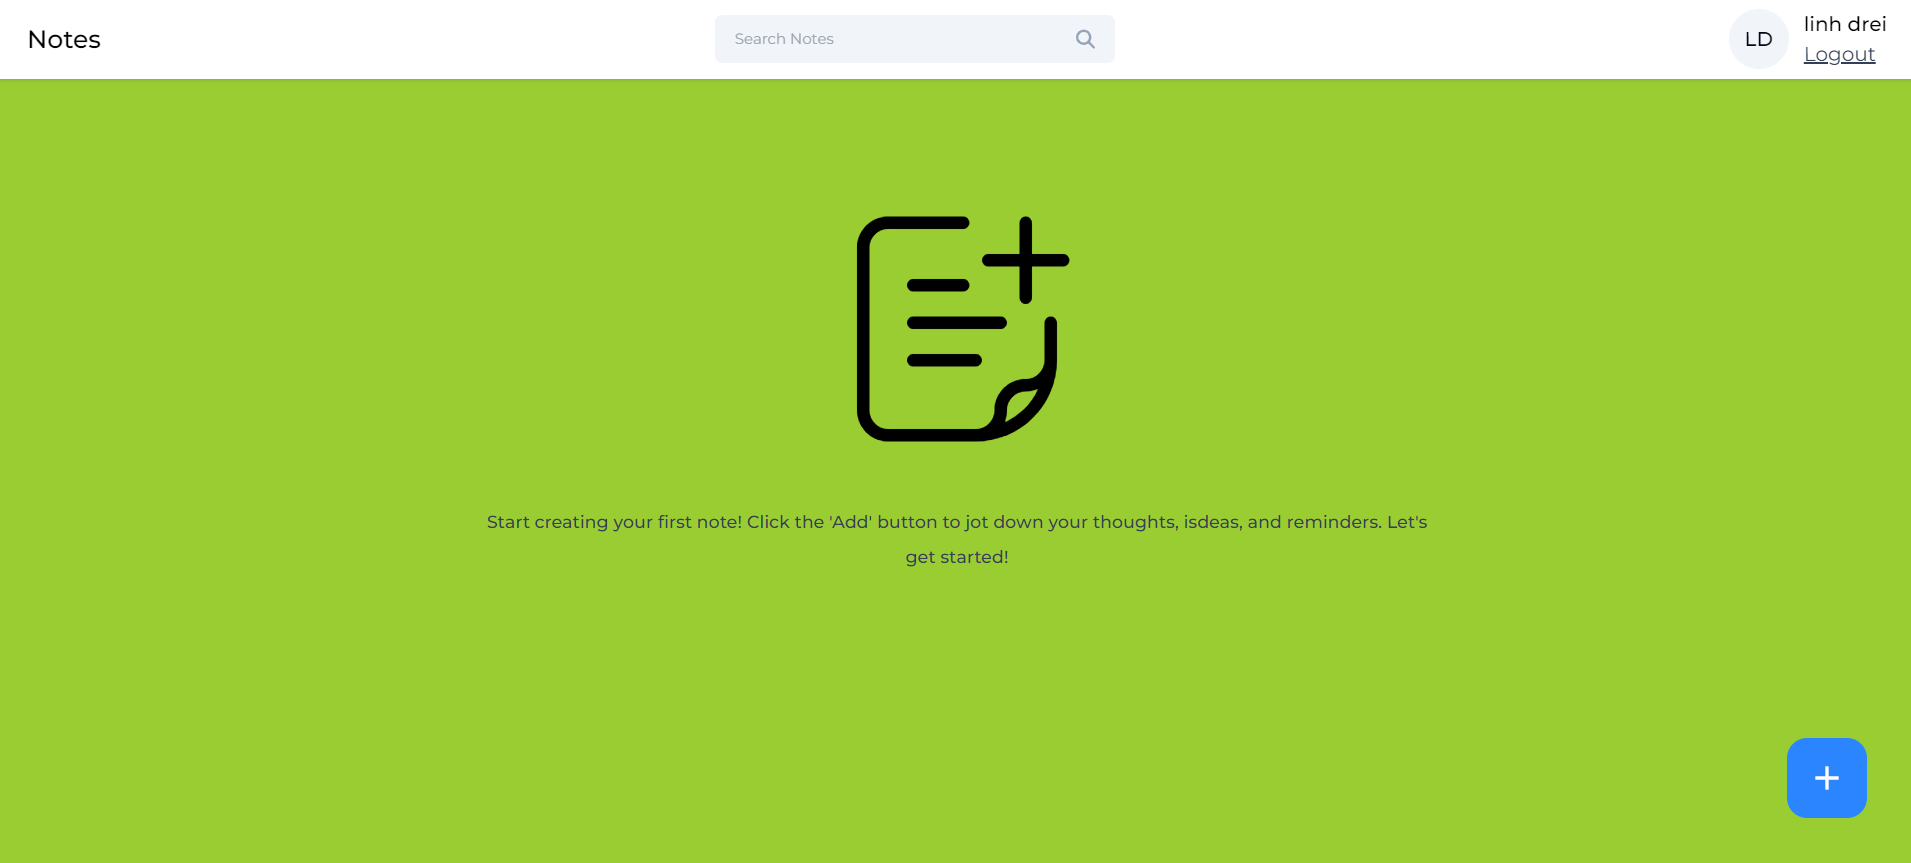 Notes
Search Notes
LD
linh drei
Logout
Start creating your first note! Click the 'Add' button to jot down your thoughts, isdeas, and reminders. Let's
get started!